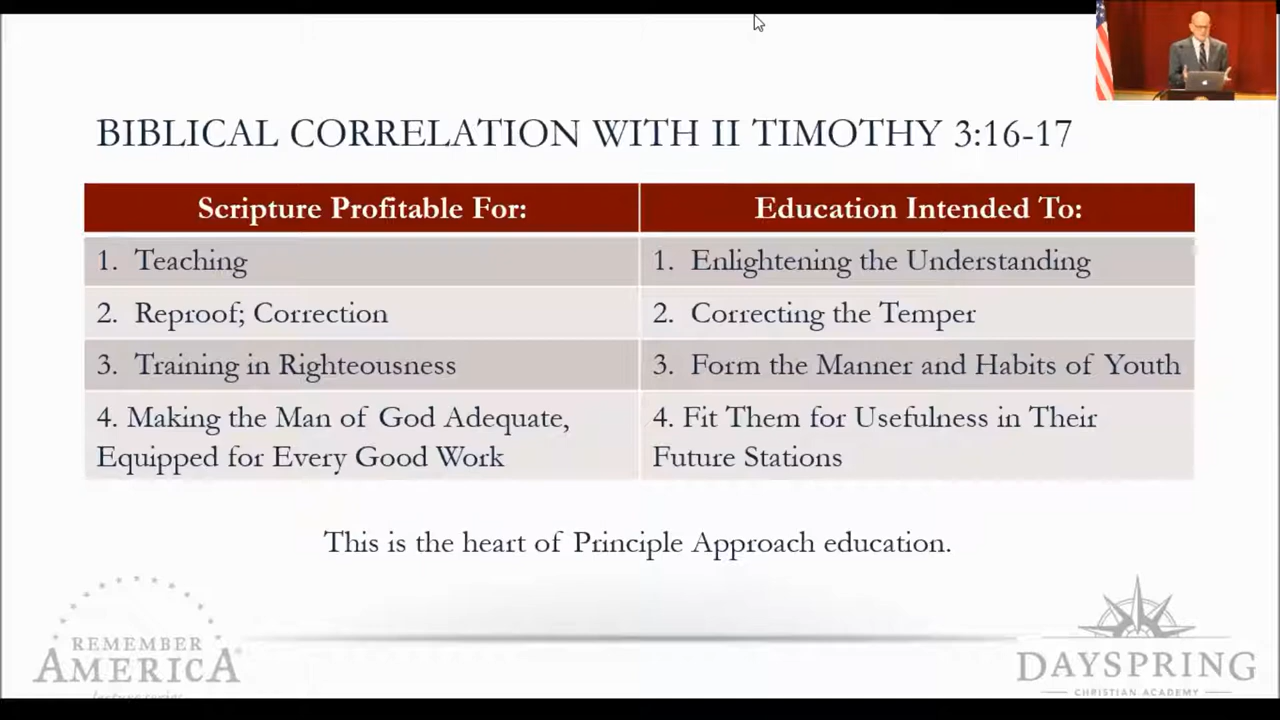 BIBLICAL CORRELATION WITH II TIMOTHY 3:16-17
Scripture Profitable For:
Education Intended To:
1. Teaching
1. Enlightening the Understanding
2. Reproof; Correction
2. Correcting the Temper
3. Training in Righteousness
3. Form the Manner and Habits of Youth
4. Making the Man of God Adequate,
Equipped for Every Good Work
4. Fit Them for Usefulness in Their
Future Stations
This is the heart of Principle Approach education.
REMEMBER
AMERICA
lecture series
DAYSPRING
CHRISTIAN ACADEMY